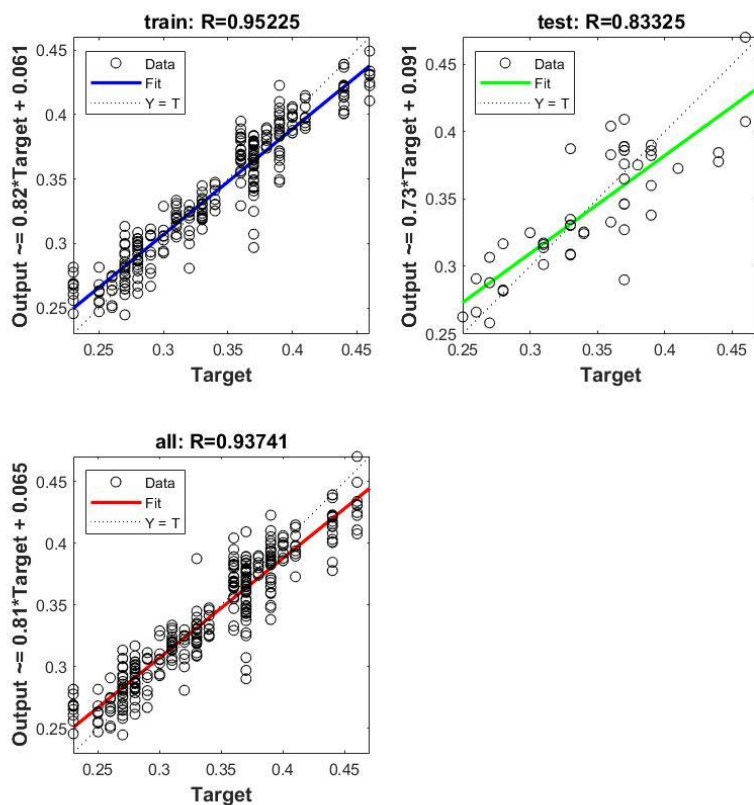 train: R=0.95225
Output ~= 0.82*Target + 0.061
0.45
0.4
0.35
0.3
0.25
Data
Fit
Y = T
0.25 0.3 0.35 0.4 0.45
Target
test: R=0.83325
Output ~= 0.73*Target + 0.091
0.45
0.4
0.35
0.3
0.25
Data
Fit
Y = T
0.25 0.3 0.35 0.4 0.45
Target
all: R=0.93741
Output ~= 0.81*Target + 0.065
0.45
0.4
0.35
0.3
0.25
Data
Fit
Y = T
0.25 0.3 0.35 0.4 0.45
Target